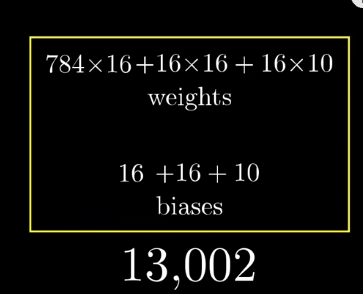 784×16+16×16 + 16×10
weights
16 +16 + 10
biases
13,002